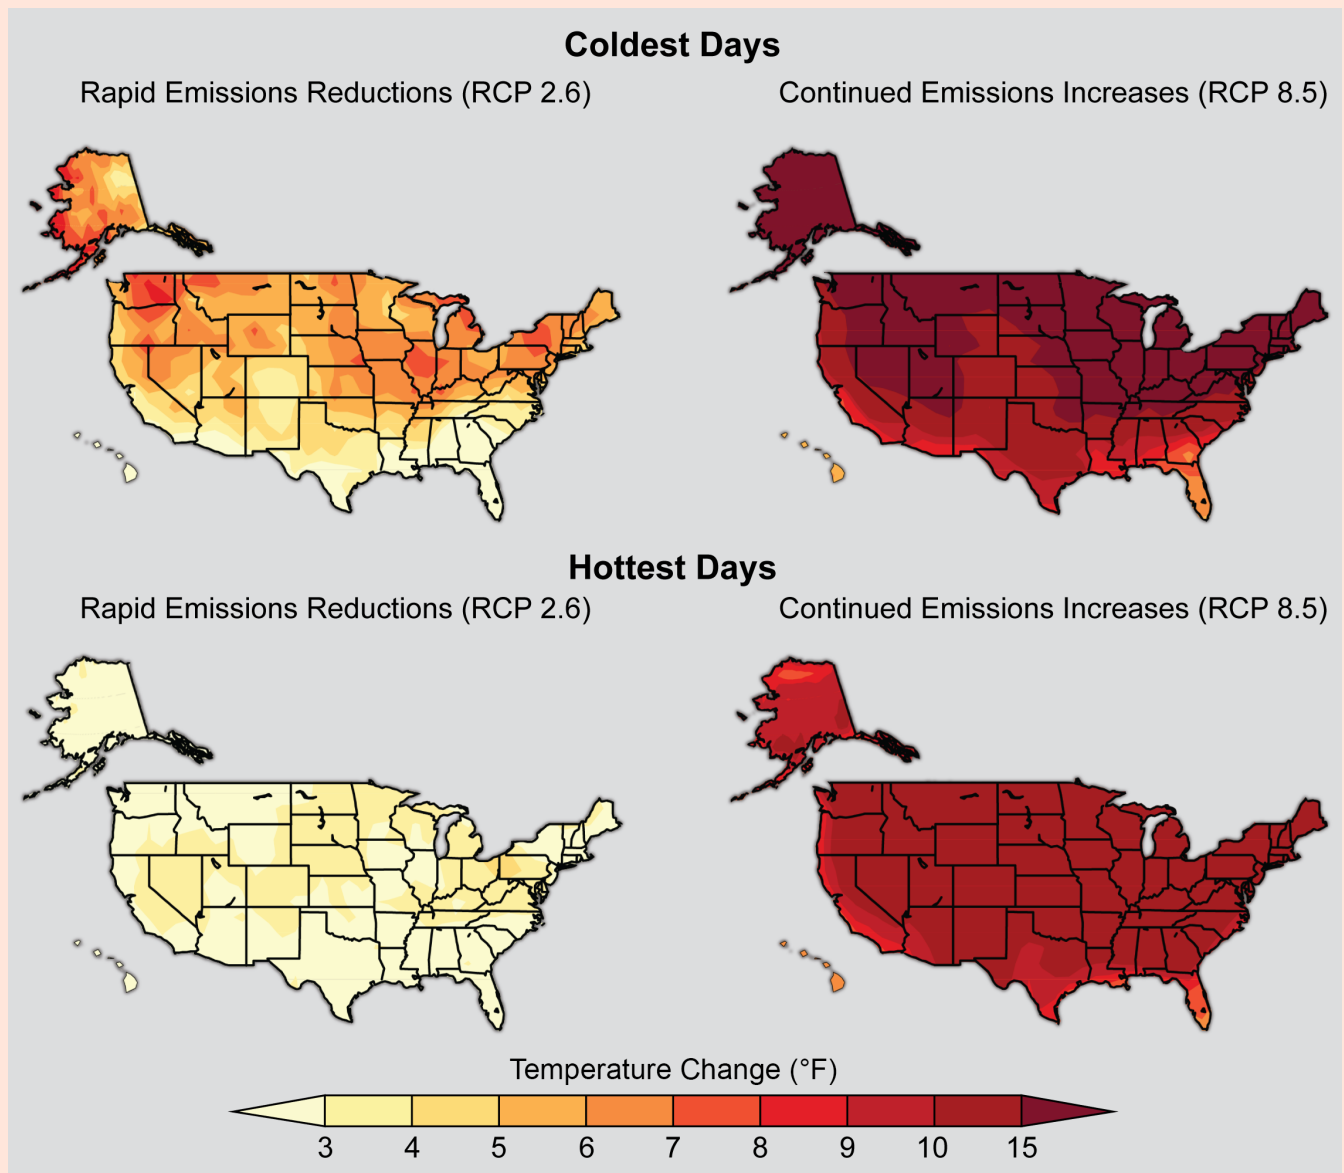 Coldest Days
Rapid Emissions Reductions (RCP 2.6)
Continued Emissions Increases (RCP 8.5)
Hottest Days
Rapid Emissions Reductions (RCP 2.6)
Continued Emissions Increases (RCP 8.5)
Temperature Change (°F)
3 4 5 6 7 8 9 10 15